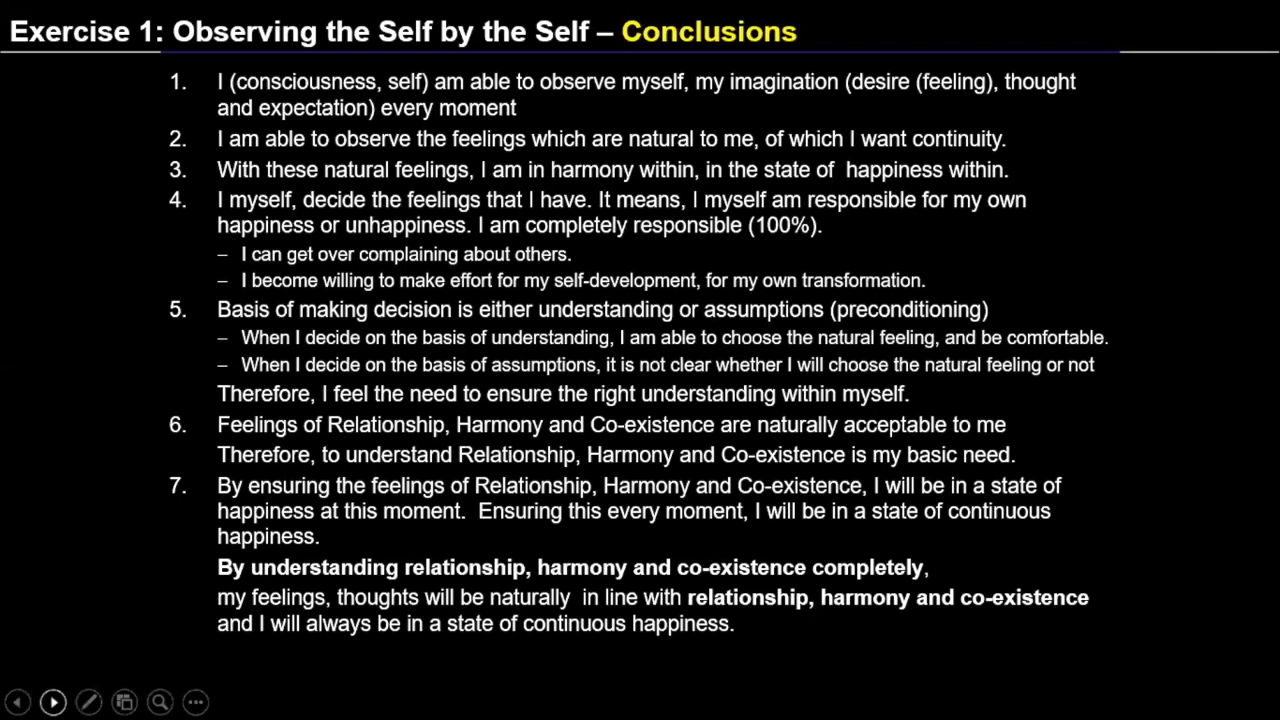 Exercise 1: Observing the Self by the Self – Conclusions
1. I (consciousness, self) am able to observe myself, my imagination (desire (feeling), thought
and expectation) every moment
2. I am able to observe the feelings which are natural to me, of which I want continuity.
3. With these natural feelings, I am in harmony within, in the state of  happiness within.
4. I myself, decide the feelings that I have. It means, I myself am responsible for my own
happiness or unhappiness. I am completely responsible (100%).
– I can get over complaining about others.
– I become willing to make effort for my self-development, for my own transformation.
5. Basis of making decision is either understanding or assumptions (preconditioning)
– When I decide on the basis of understanding, I am able to choose the natural feeling, and be comfortable.
– When I decide on the basis of assumptions, it is not clear whether I will choose the natural feeling or not
Therefore, I feel the need to ensure the right understanding within myself.
6. Feelings of Relationship, Harmony and Co-existence are naturally acceptable to me
Therefore, to understand Relationship, Harmony and Co-existence is my basic need.
7. By ensuring the feelings of Relationship, Harmony and Co-existence, I will be in a state of
happiness at this moment.  Ensuring this every moment, I will be in a state of continuous
happiness.
By understanding relationship, harmony and co-existence completely,
my feelings, thoughts will be naturally  in line with relationship, harmony and co-existence
and I will always be in a state of continuous happiness.